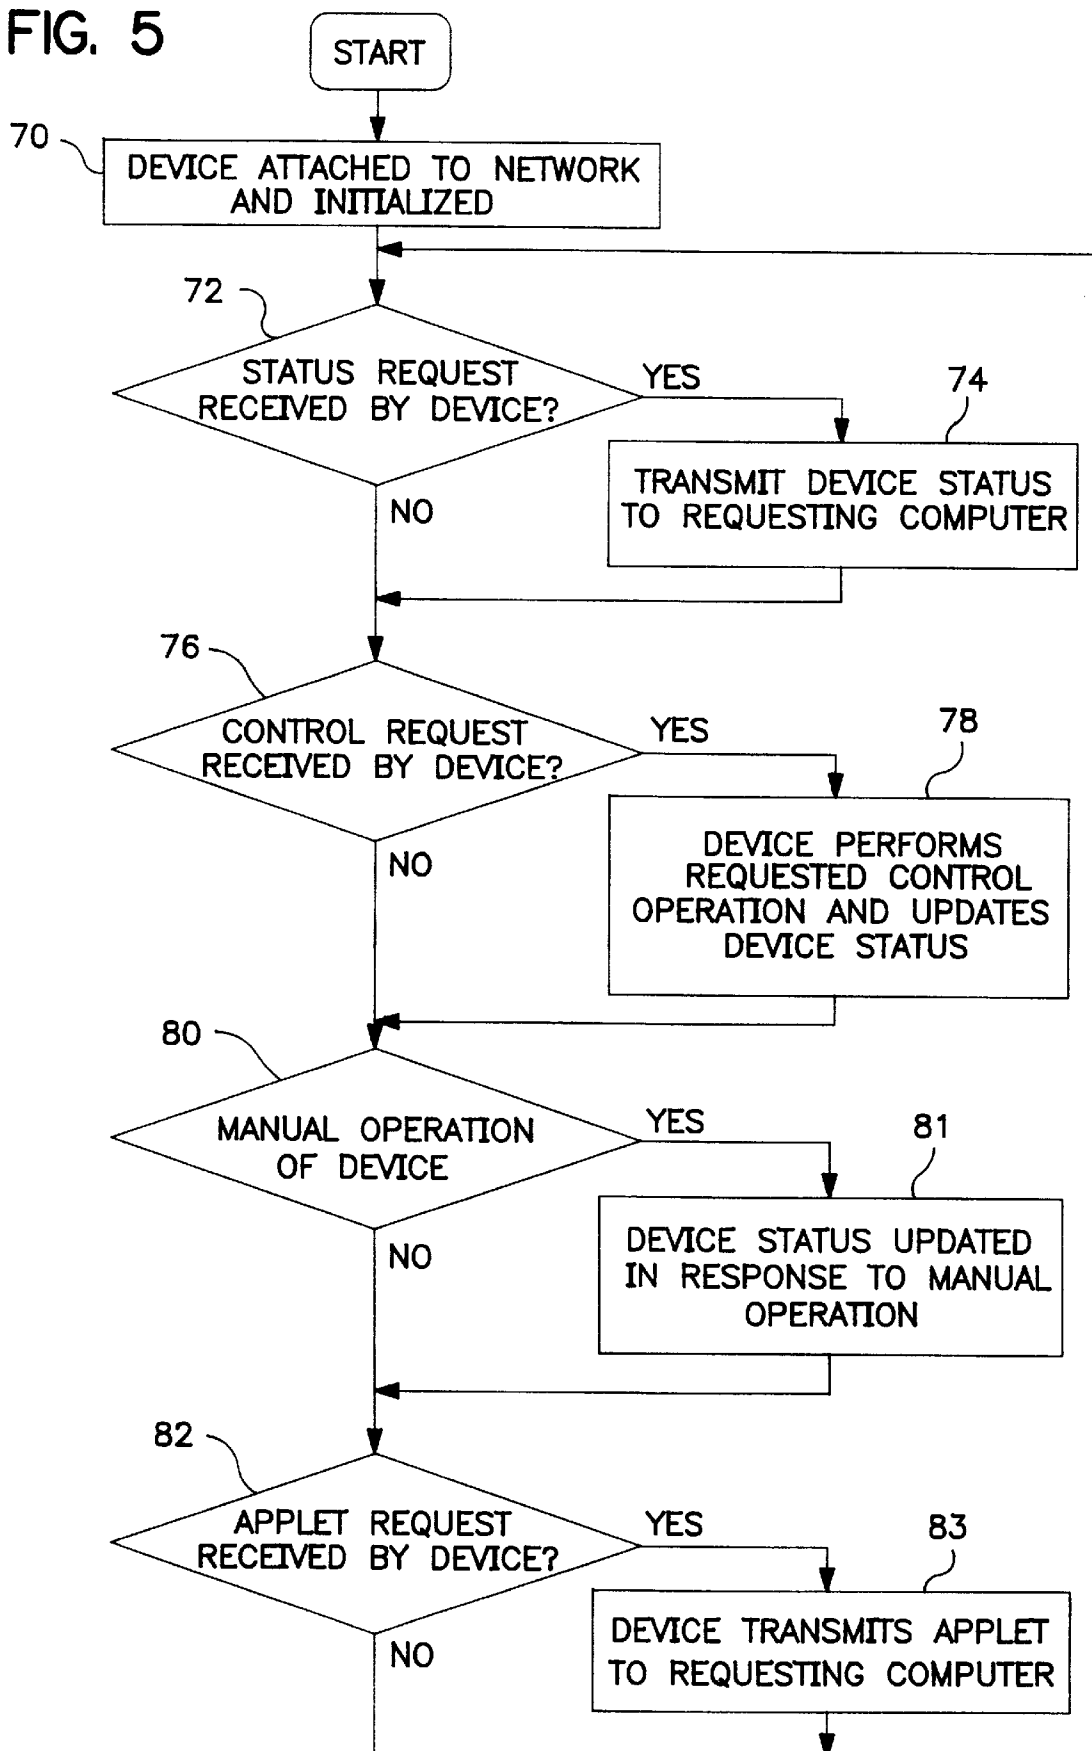 FIG. 5
START
70
DEVICE ATTACHED TO NETWORK
AND INITIALIZED
72
STATUS REQUEST
RECEIVED BY DEVICE?
YES
74
TRANSMIT DEVICE STATUS
TO REQUESTING COMPUTER
NO
76
CONTROL REQUEST
RECEIVED BY DEVICE?
YES
78
DEVICE PERFORMS
REQUESTED CONTROL
OPERATION AND UPDATES
DEVICE STATUS
NO
80
MANUAL OPERATION
OF DEVICE
YES
81
DEVICE STATUS UPDATED
IN RESPONSE TO MANUAL
OPERATION
NO
82
APPLET REQUEST
RECEIVED BY DEVICE?
YES
83
DEVICE TRANSMITS APPLET
TO REQUESTING COMPUTER
NO